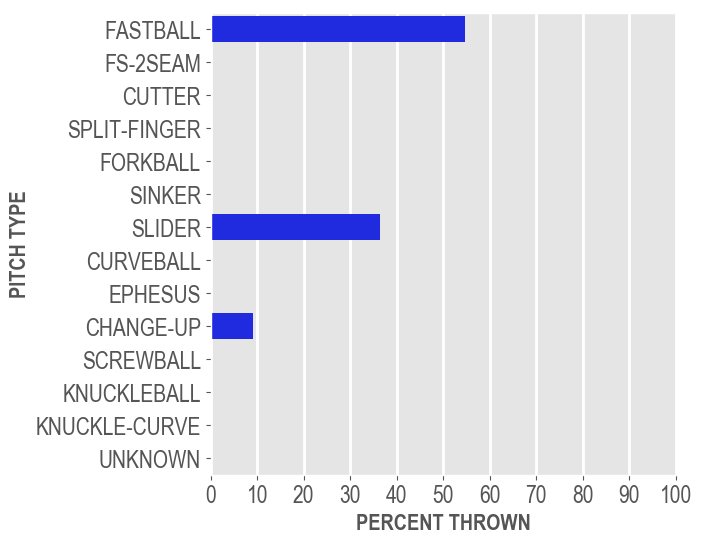 FASTBALL
FS-2SEAM
CUTTER
SPLIT-FINGER
FORKBALL
SINKER
SLIDER
CURVEBALL
EPHESUS
CHANGE-UP
SCREWBALL
KNUCKLEBALL
KNUCKLE-CURVE
UNKNOWN
PITCH TYPE
0 10 20 30 40 50 60 70 80 90 100
PERCENT THROWN